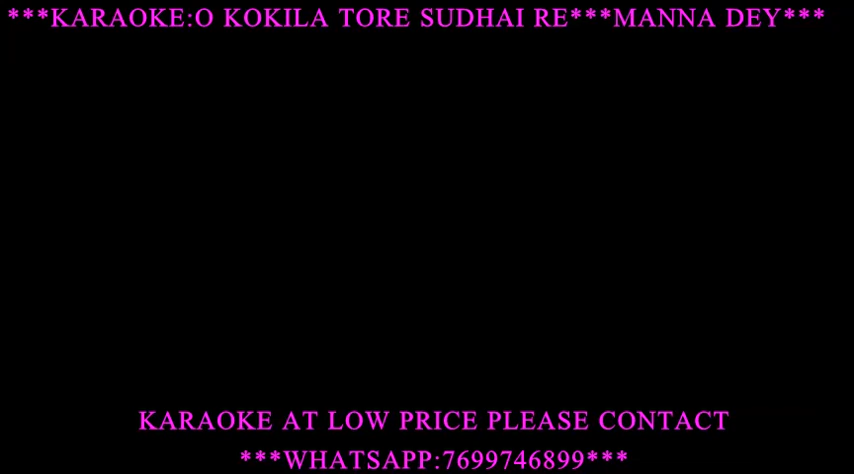 ***KARAOKE:O KOKILA TORE SUDHAI RE***MANNA DEY***
KARAOKE AT LOW PRICE PLEASE CONTACT
***WHATSAPP:7699746899***